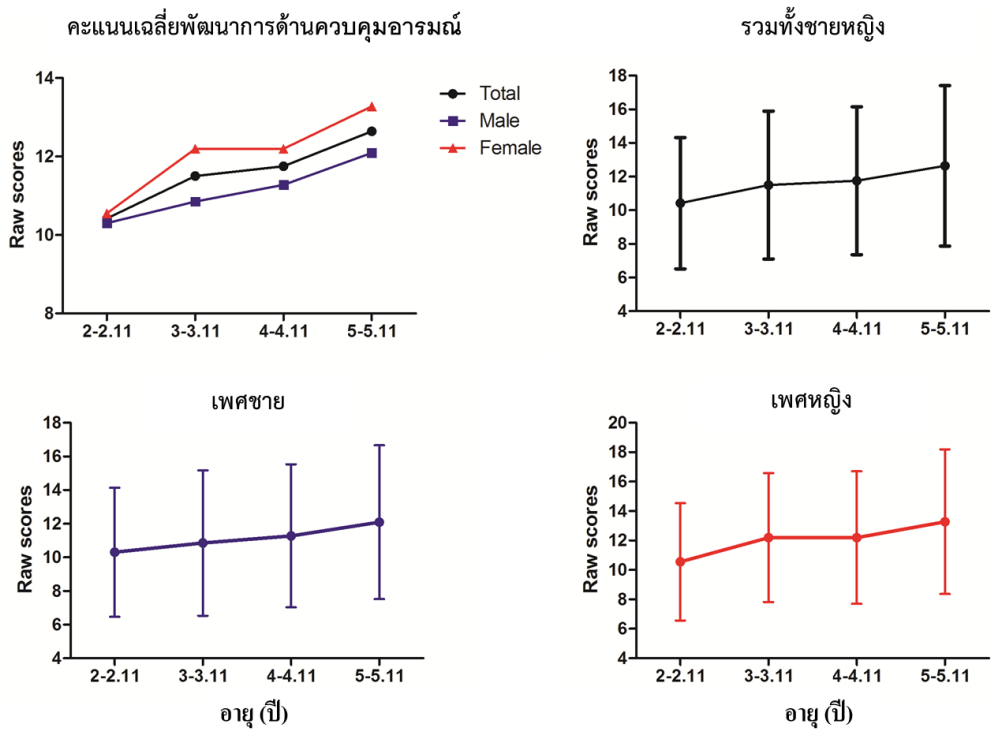 คะแนนเฉลี่ยพัฒนาการด้านควบคุมอารมณ์
14
12
10
8
Raw scores
2-2.11 3-3.11 4-4.11 5-5.11
Total
Male
Female
รวมทั้งชายหญิง
18
16
14
12
10
8
6
4
Raw scores
2-2.11 3-3.11 4-4.11 5-5.11
เพศชาย
18
16
14
12
10
8
6
4
Raw scores
2-2.11 3-3.11 4-4.11 5-5.11
อายุ (ปี)
เพศหญิง
20
18
16
14
12
10
8
6
4
Raw scores
2-2.11 3-3.11 4-4.11 5-5.11
อายุ (ปี)